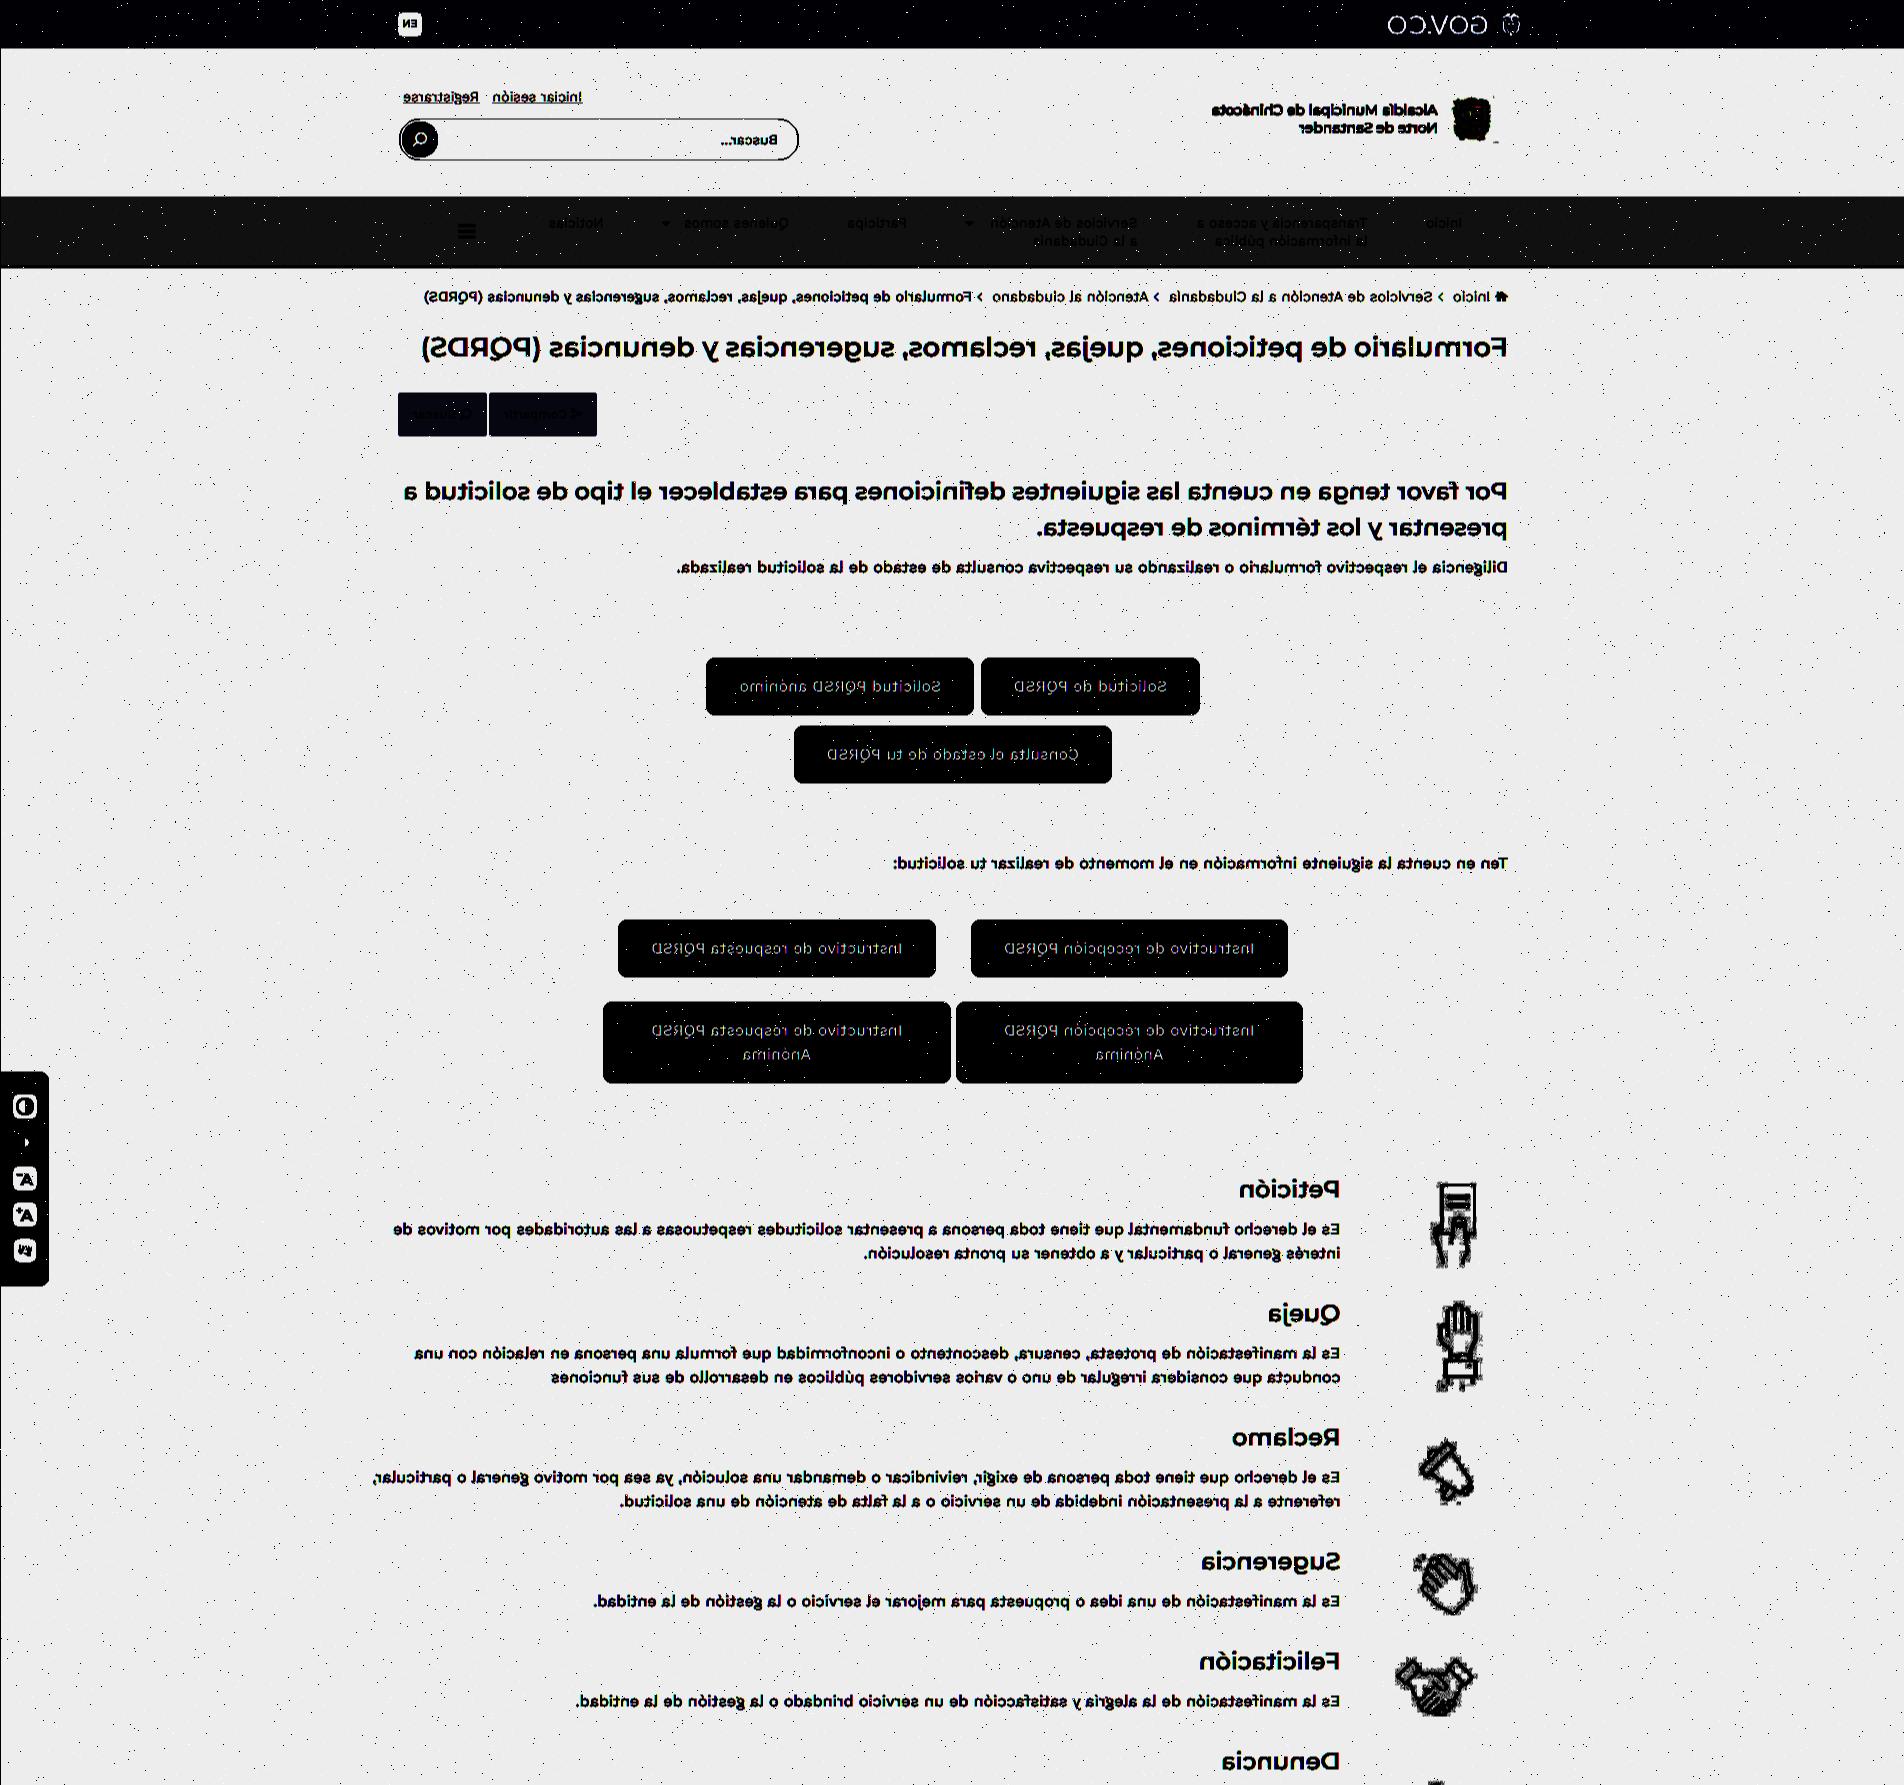 GOV.CO
EN
Alcaldía Municipal de Chinácota
Norte de Santander
Iniciar sesión Registrarse
Buscar...
Inicio
Transparencia y acceso a
la información pública
Servicios de Atención
a la Ciudadanía
Participa
Quienes somos
Noticias
Inicio > Servicios de Atención a la Ciudadanía > Atención al ciudadano > Formulario de peticiones, quejas, reclamos, sugerencias y denuncias (PQRDS)
Formulario de peticiones, quejas, reclamos, sugerencias y denuncias (PQRDS)
Compartir
Buscar
Por favor tenga en cuenta las siguientes definiciones para establecer el tipo de solicitud a
presentar y los términos de respuesta.
Diligencia el respectivo formulario o realizando su respectiva consulta de estado de la solicitud realizada.
Solicitud de PQRSD
Solicitud PQRSD anónimo
Consulta el estado de tu PQRSD
Ten en cuenta la siguiente información en el momento de realizar tu solicitud:
Instructivo de recepción PQRSD
Instructivo de respuesta PQRSD
Instructivo de recepción PQRSD
Anónima
Instructivo de respuesta PQRSD
Anónima
Petición
Es el derecho fundamental que tiene toda persona a presentar solicitudes respetuosas a las autoridades por motivos de
interés general o particular y a obtener su pronta resolución.
Queja
Es la manifestación de protesta, censura, descontento o inconformidad que formula una persona en relación con una
conducta que considera irregular de uno o varios servidores públicos en desarrollo de sus funciones
Reclamo
Es el derecho que tiene toda persona de exigir, reivindicar o demandar una solución, ya sea por motivo general o particular,
referente a la presentación indebida de un servicio o a la falta de atención de una solicitud.
Sugerencia
Es la manifestación de una idea o propuesta para mejorar el servicio o la gestión de la entidad.
Felicitación
Es la manifestación de la alegría y satisfacción de un servicio brindado o la gestión de la entidad.
Denuncia